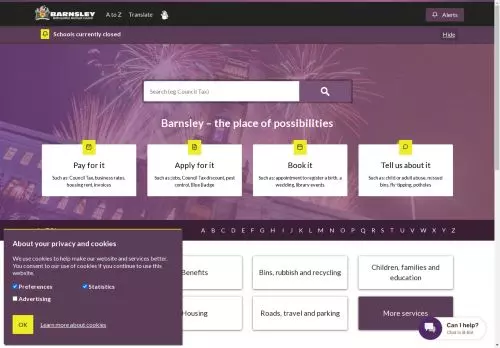 BARNSLEY
Metropolitan Borough Council
A to Z
Translate
Alerts
Schools currently closed
Hide
Search (eg Council Tax)
Barnsley – the place of possibilities
Pay for it
Apply for it
Book it
Tell us about it
Such as: Council Tax, business rates,
housing rent, invoices
Such as: jobs, Council Tax discount, pest
control, Blue Badge
Such as: appointment to register a birth, a
wedding, library events
Such as: child or adult abuse, missed
bins, fly-tipping, potholes
A B C D E F G H I J K L M N O P Q R S T U V W X Y Z
About your privacy and cookies
We use cookies to help make our website and services better.
You consent to our use of cookies if you continue to use this
website.
Preferences
Statistics
Advertising
OK
Learn more about cookies
Benefits
Bins, rubbish and recycling
Children, families and
education
Housing
Roads, travel and parking
More services
Can I help?